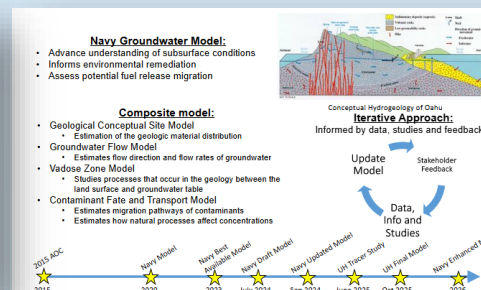 Navy Groundwater Model:
• Advance understanding of subsurface conditions
• Informs environmental remediation
• Assess potential fuel release migration
Composite model:
• Geological Conceptual Site Model
• Estimation of the geologic material distribution
• Groundwater Flow Model
• Estimates flow direction and flow rates of groundwater
• Vadose Zone Model
• Studies processes that occur in the geology between the
land surface and groundwater table
• Contaminant Fate and Transport Model
• Estimates migration pathways of contaminants
• Estimates how natural processes affect concentrations
Conceptual Hydrogeology of Oahu
Iterative Approach:
Informed by data, studies and feedback
Update
Model
Stakeholder
Feedback
Data,
Info and
Studies
2015 AOC
Navy Model
Navy Best
Available Model
Navy Draft Model
Navy Updated Model
UH Tracer Study
UH Final Model
Navy Enhanced M
2015
2020
2023
July 2024
Sep 2024
June 2025
Oct 2025
2026